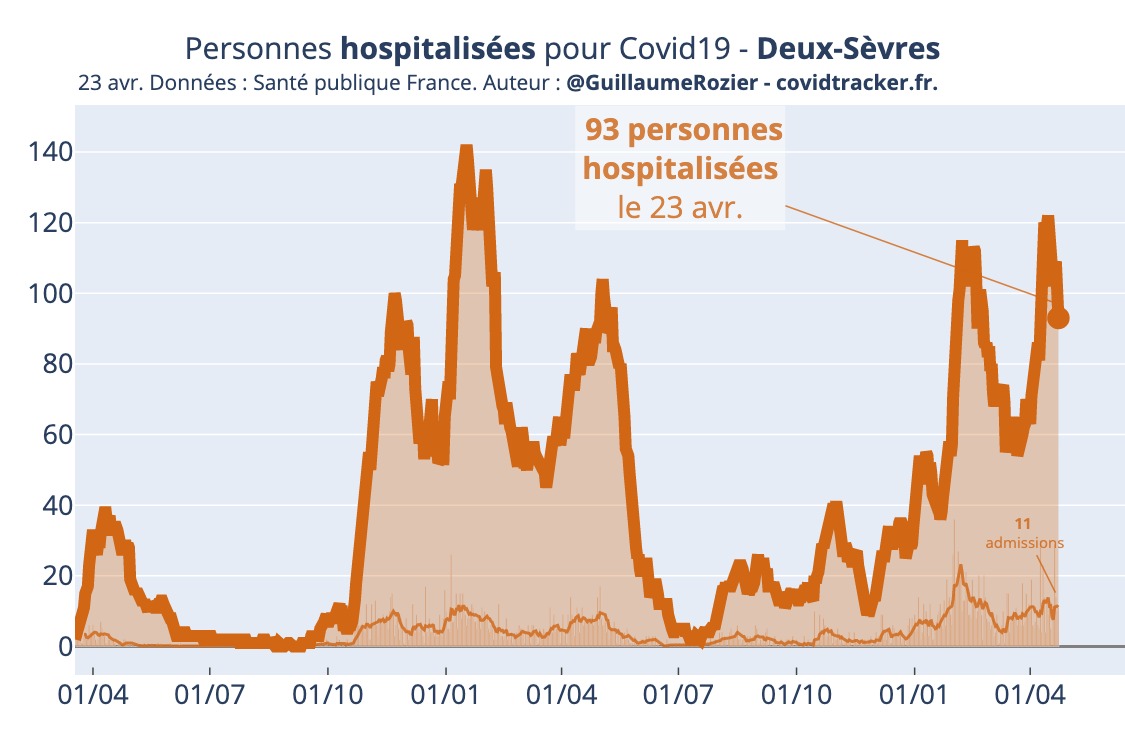 Personnes hospitalisées pour Covid19 - Deux-Sèvres
23 avr. Données : Santé publique France. Auteur : @GuillaumeRozier - covidtracker.fr.
93 personnes
hospitalisées
le 23 avr.
140
120
100
80
60
40
20
0
11
admissions
01/04 01/07 01/10 01/01 01/04 01/07 01/10 01/01 01/04